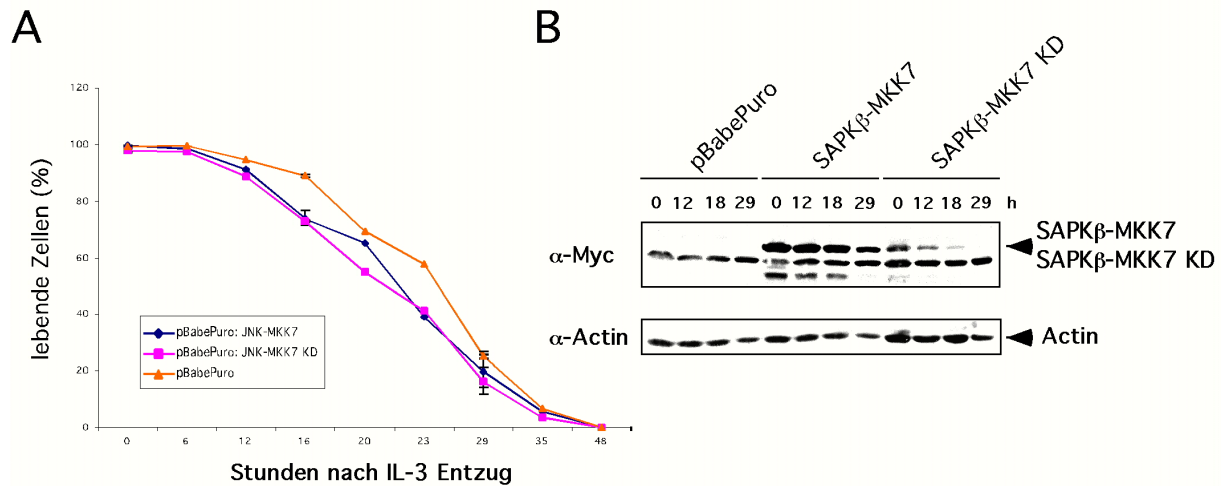 A
120
100
80
60
40
20
0
lebende Zellen (%)
pBabePuro: JNK-MKK7
pBabePuro: JNK-MKK7 KD
pBabePuro
0 6 12 16 20 23 29 35 48
Stunden nach IL-3 Entzug
B
pBabePuro
SAPKβ-MKK7
SAPKβ-MKK7 KD
0 12 18 29 0 12 18 29 0 12 18 29 h
α-Myc
SAPKβ-MKK7
SAPKβ-MKK7 KD
α-Actin
Actin